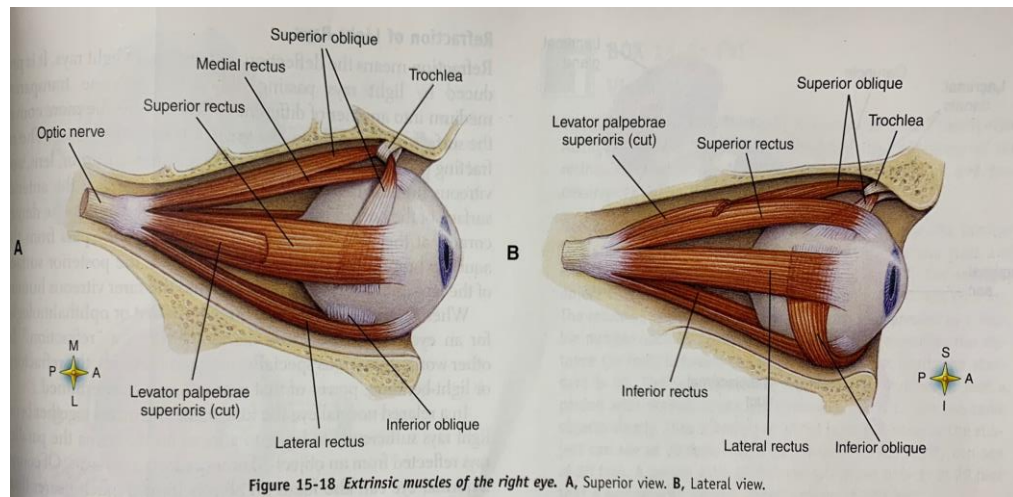 Superior oblique
Medial rectus
Trochlea
Superior rectus
Optic nerve
A
M
P A
L
Levator palpebrae
superioris (cut)
Lateral rectus
Inferior oblique
Superior oblique
Trochlea
Levator palpebrae
superioris (cut)
Superior rectus
B
S
P A
I
Inferior rectus
Lateral rectus
Inferior oblique
Figure 15-18 Extrinsic muscles of the right eye. A, Superior view. B, Lateral view.